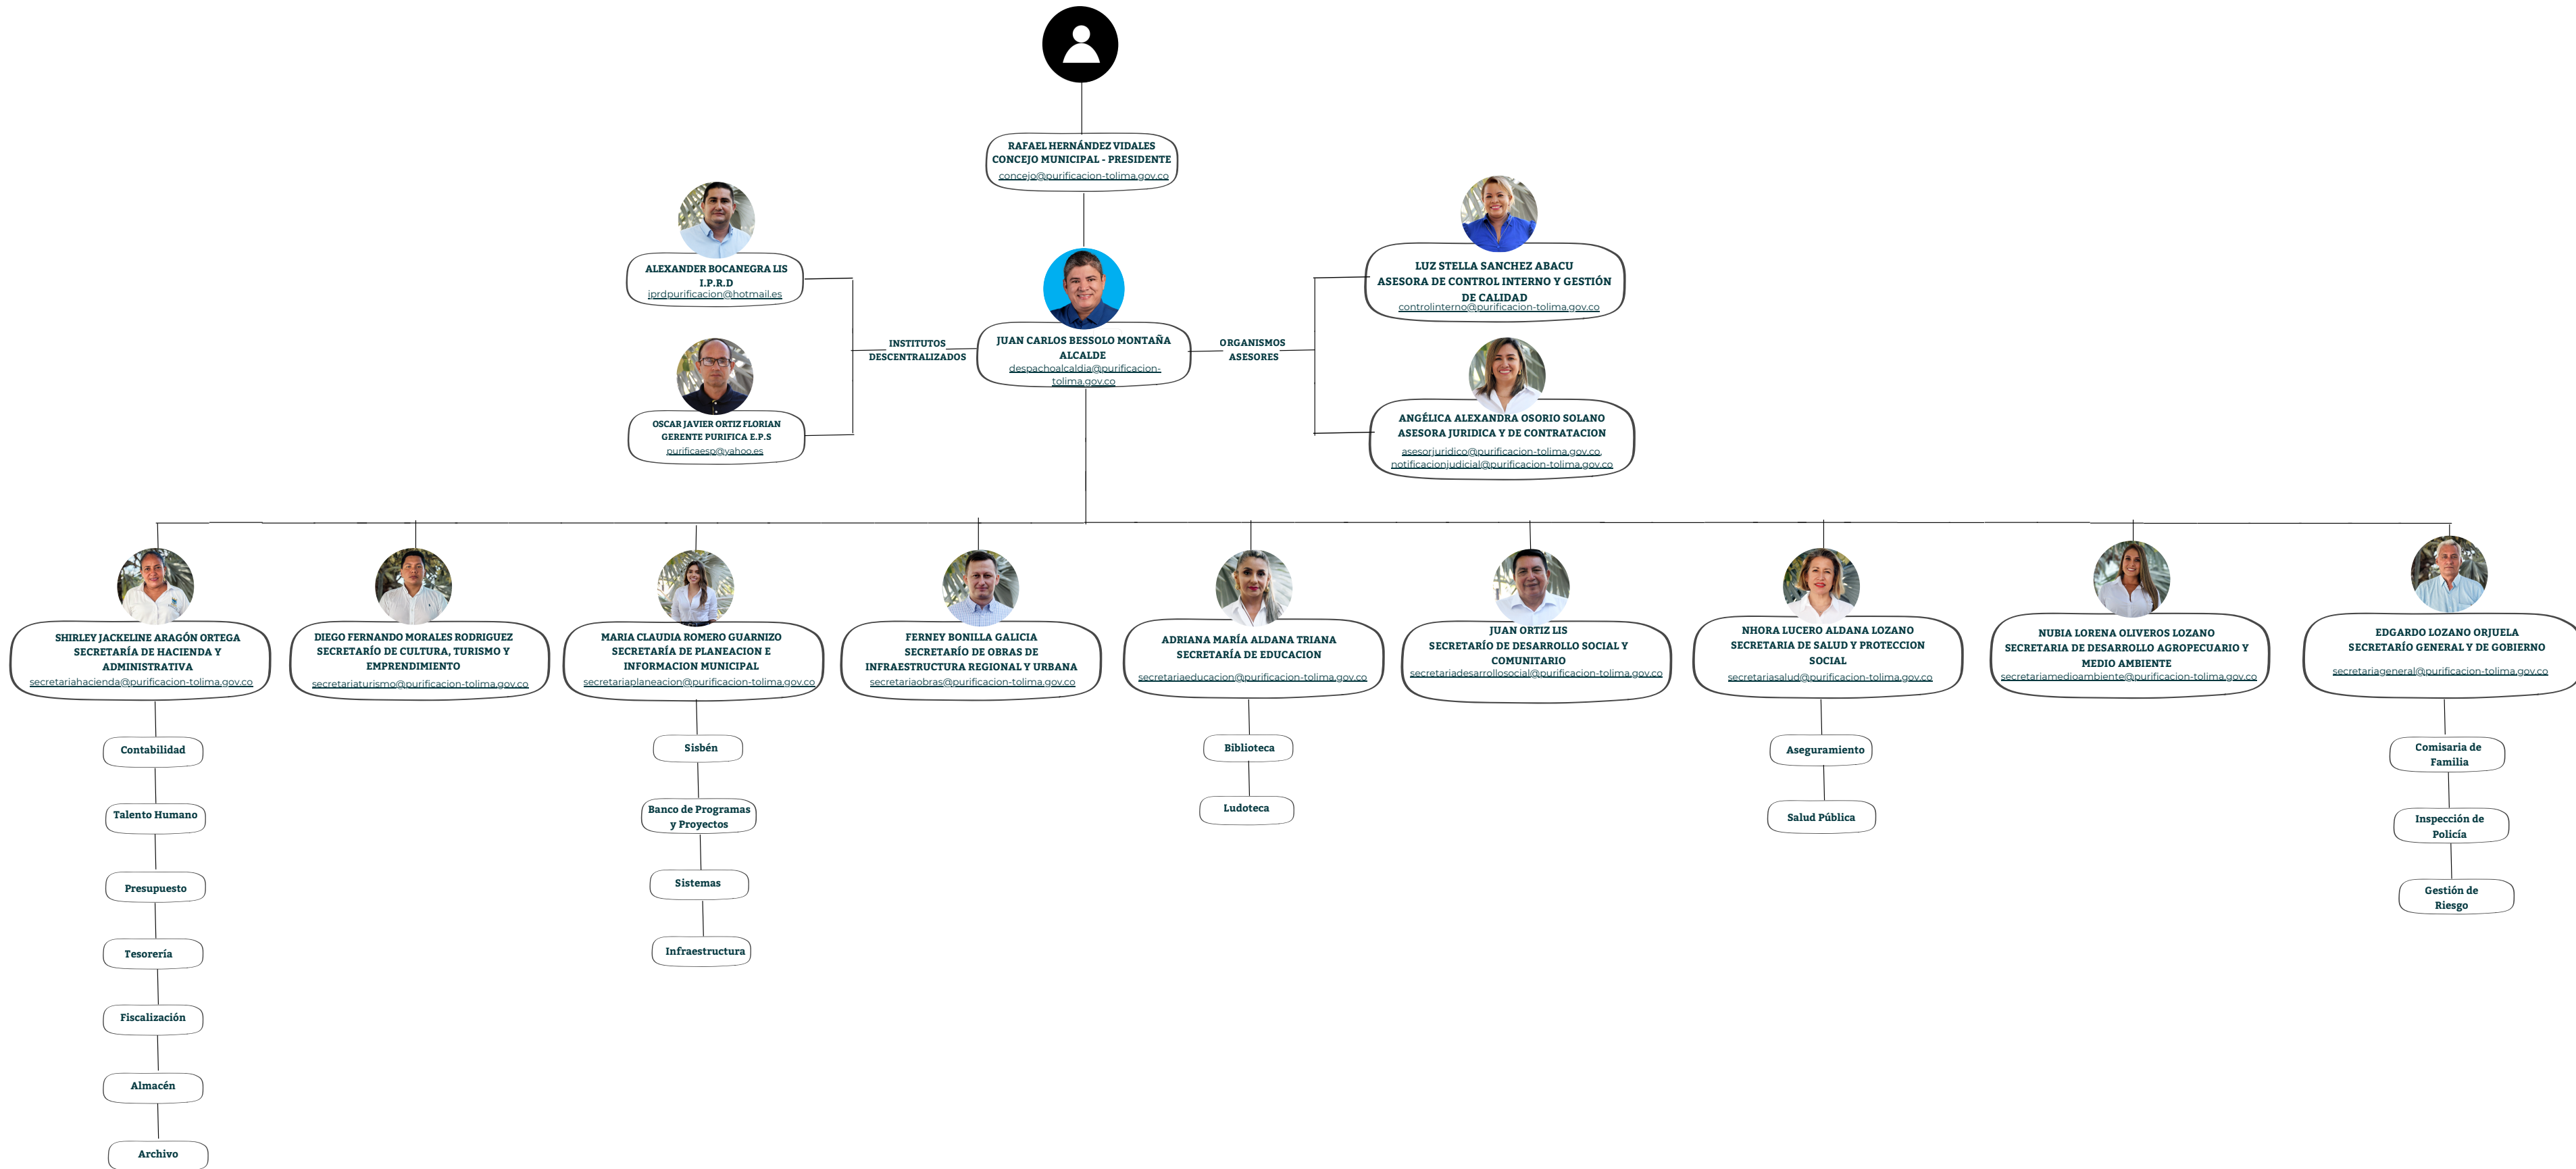 RAFAEL HERNÁNDEZ VIDALES
CONCEJO MUNICIPAL - PRESIDENTE
concejo@purificacion-tolima.gov.co
ALEXANDER BOCANEGRA LIS
I.P.R.D
iprdpurificacion@hotmail.es
LUZ STELLA SANCHEZ ABACU
ASESORA DE CONTROL INTERNO Y GESTIÓN
DE CALIDAD
controlinterno@purificacion-tolima.gov.co
INSTITUTOS
DESCENTRALIZADOS
JUAN CARLOS BESSOLO MONTAÑA
ALCALDE
despachoalcaldia@purificacion-
tolima.gov.co
ORGANISMOS
ASESORES
OSCAR JAVIER ORTIZ FLORIAN
GERENTE PURIFICA E.P.S
purificaesp@yahoo.es
ANGÉLICA ALEXANDRA OSORIO SOLANO
ASESORA JURIDICA Y DE CONTRATACION
asesorjuridico@purificacion-tolima.gov.co,
notificacionjudicial@purificacion-tolima.gov.co
SHIRLEY JACKELINE ARAGÓN ORTEGA
SECRETARÍA DE HACIENDA Y
ADMINISTRATIVA
secretariahacienda@purificacion-tolima.gov.co
DIEGO FERNANDO MORALES RODRIGUEZ
SECRETARÍO DE CULTURA, TURISMO Y
EMPRENDIMIENTO
secretariaturismo@purificacion-tolima.gov.co
MARIA CLAUDIA ROMERO GUARNIZO
SECRETARÍA DE PLANEACION E
INFORMACION MUNICIPAL
secretariaplaneacion@purificacion-tolima.gov.co
FERNEY BONILLA GALICIA
SECRETARÍO DE OBRAS DE
INFRAESTRUCTURA REGIONAL Y URBANA
secretariaobras@purificacion-tolima.gov.co
ADRIANA MARÍA ALDANA TRIANA
SECRETARÍA DE EDUCACION
secretariaeducacion@purificacion-tolima.gov.co
JUAN ORTIZ LIS
SECRETARÍO DE DESARROLLO SOCIAL Y
COMUNITARIO
secretariadesarrollosocial@purificacion-tolima.gov.co
NHORA LUCERO ALDANA LOZANO
SECRETARIA DE SALUD Y PROTECCION
SOCIAL
secretariasalud@purificacion-tolima.gov.co
NUBIA LORENA OLIVEROS LOZANO
SECRETARIA DE DESARROLLO AGROPECUARIO Y
MEDIO AMBIENTE
secretariamedioambiente@purificacion-tolima.gov.co
EDGARDO LOZANO ORJUELA
SECRETARÍO GENERAL Y DE GOBIERNO
secretariageneral@purificacion-tolima.gov.co
Contabilidad
Talento Humano
Presupuesto
Tesorería
Fiscalización
Almacén
Archivo
Sisbén
Banco de Programas
y Proyectos
Sistemas
Infraestructura
Biblioteca
Ludoteca
Aseguramiento
Salud Pública
Comisaria de
Familia
Inspección de
Policía
Gestión de
Riesgo